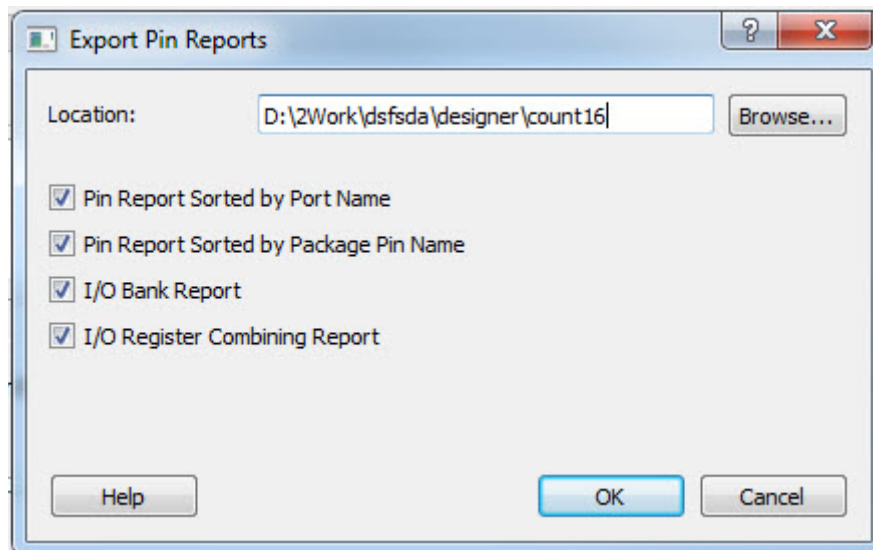 Export Pin Reports
Location: D:\2Work\dsfsda\designer\count16 Browse...
Pin Report Sorted by Port Name
Pin Report Sorted by Package Pin Name
I/O Bank Report
I/O Register Combining Report
Help OK Cancel